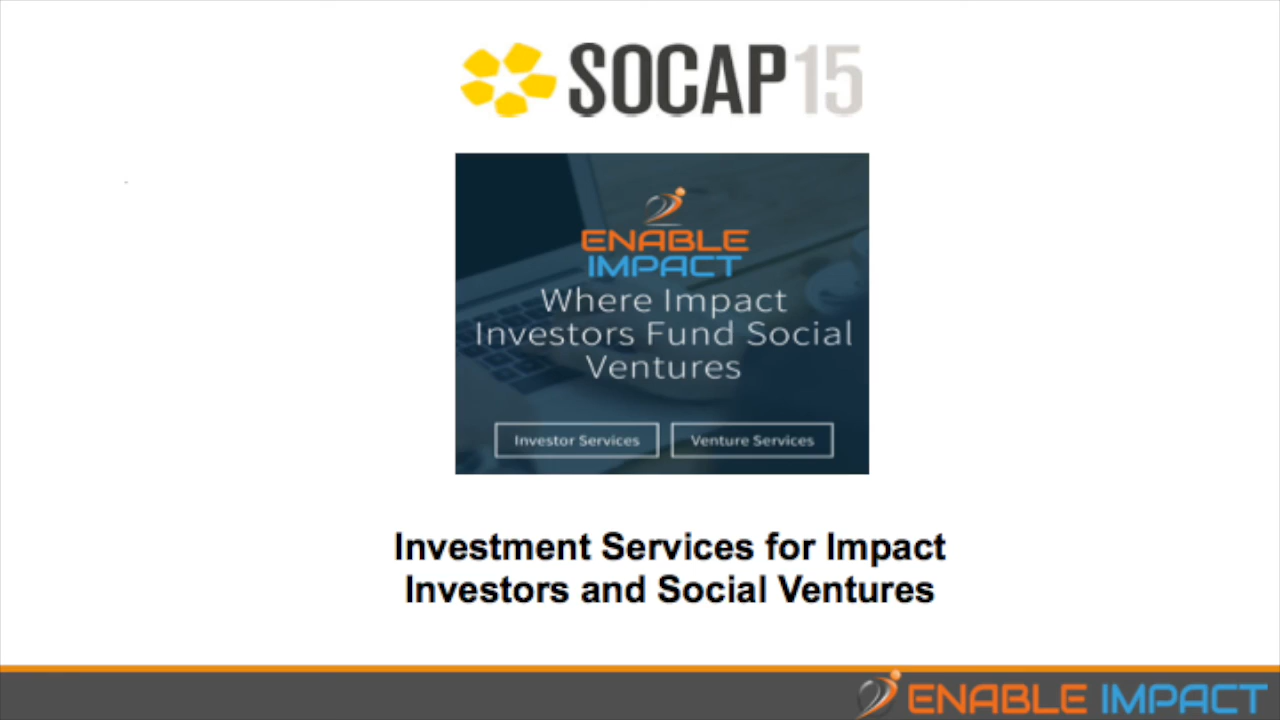 SOCAP15
ENABLE
IMPACT
Where Impact
Investors Fund Social
Ventures
Investor Services
Venture Services
Investment Services for Impact
Investors and Social Ventures
ENABLE IMPACT